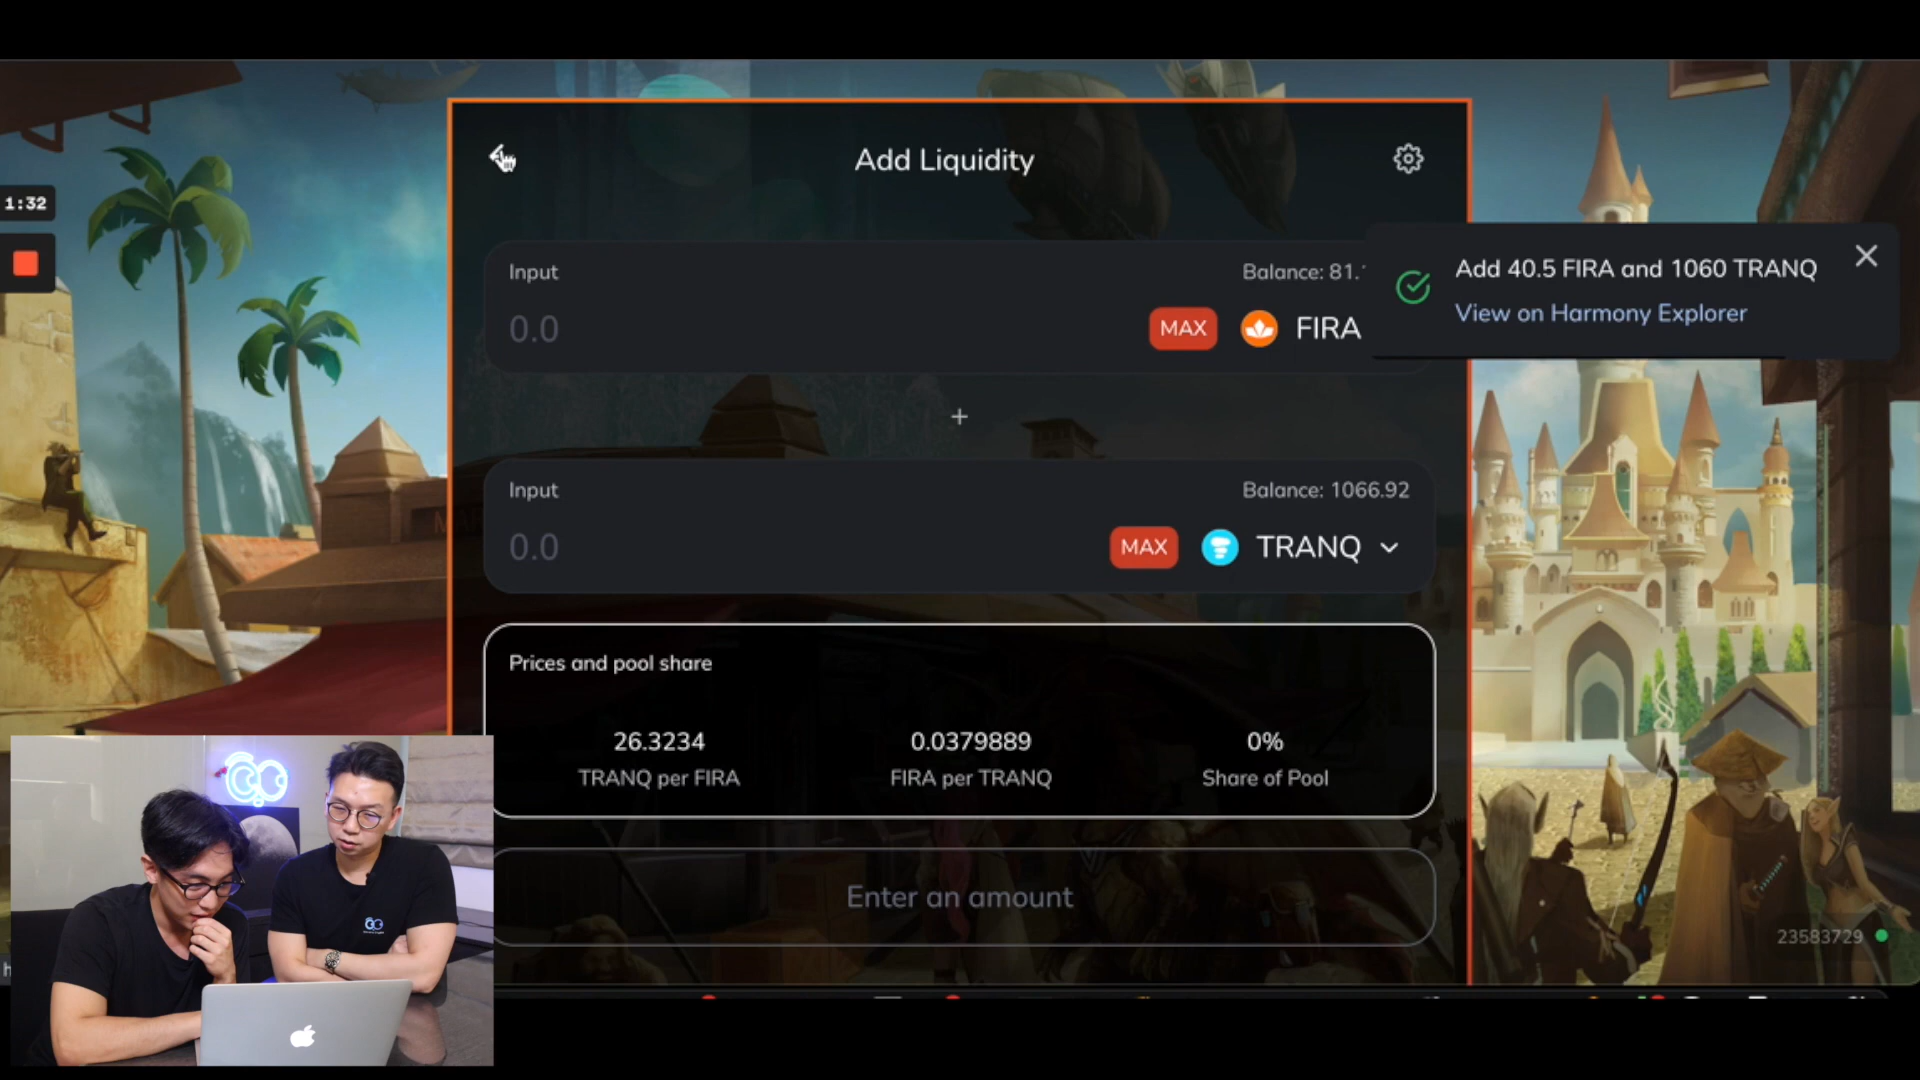 Add Liquidity
1:32
Input
Balance: 81.
0.0
MAX
FIRA
Add 40.5 FIRA and 1060 TRANQ
View on Harmony Explorer
+
Input
Balance: 1066.92
0.0
MAX
TRANQ
Prices and pool share
26.3234
0.0379889
0%
TRANQ per FIRA
FIRA per TRANQ
Share of Pool
Enter an amount
23583729